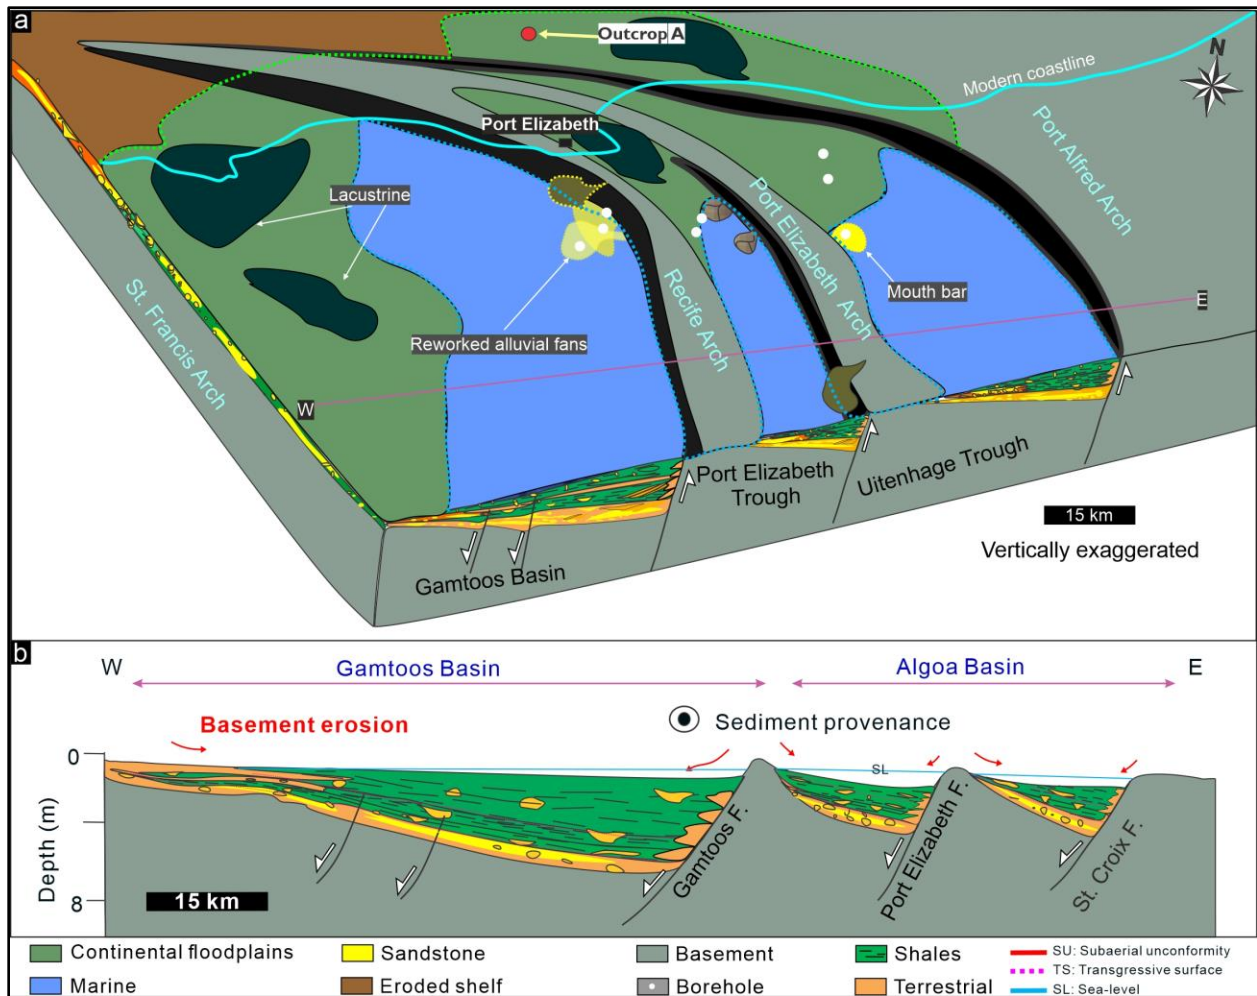 a
Outcrop A
N
Modern coastline
Port Elizabeth
Port Alfred Arch
Lacustrine
Port Elizabeth Arch
Mouth bar
Recife Arch
St. Francis Arch
Reworked alluvial fans
E
W
Port Elizabeth
Trough
Uitenhage Trough
15 km
Vertically exaggerated
Gamtoos Basin
b
W
Gamtoos Basin
Algoa Basin
E
Basement erosion
Sediment provenance
0
SL
Depth (m)
Gamtoos F.
Port Elizabeth F.
St. Croix F.
8
15 km
Continental floodplains
Sandstone
Basement
Shales
SU: Subaerial unconformity
TS: Transgressive surface
Marine
Eroded shelf
Borehole
Terrestrial
SL: Sea-level